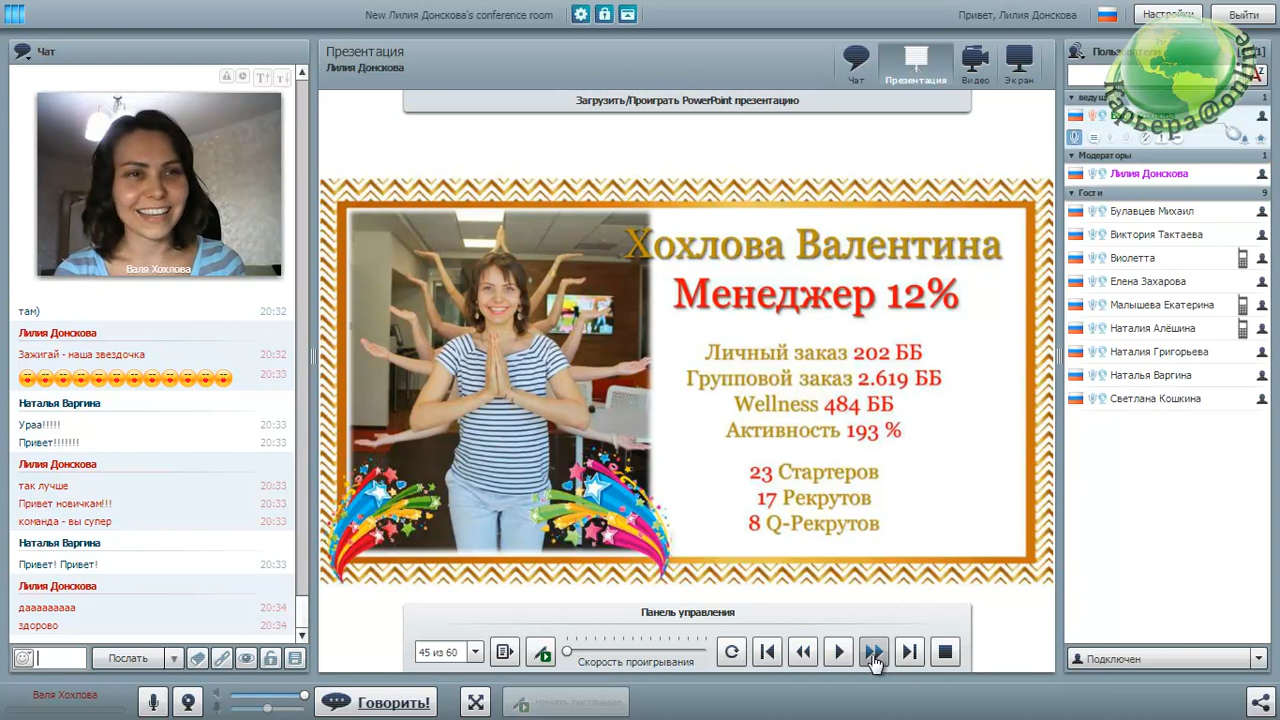 New Лилия Донскова's conference room
Привет, Лилия Донскова
Настройки
Выйти
Чат
Валя Хохлова
там) 20:32
Лилия Донскова
Зажигай - наша звездочка 20:32
20:33
Наталья Варгина
Ураа!!!!! 20:33
Привет!!!!!!! 20:33
Лилия Донскова
так лучше 20:33
Привет новичкам!!! 20:33
команда - вы супер 20:33
Наталья Варгина
Привет! Привет! 20:33
Лилия Донскова
дааааааааа 20:34
здорово 20:34
Послать
Презентация
Лилия Донскова
Чат
Презентация
Видео
Экран
Загрузить/Проиграть PowerPoint презентацию
Хохлова Валентина
Менеджер 12%
Личный заказ 202 ББ
Групповой заказ 2.619 ББ
Wellness 484 ББ
Активность 193 %
23 Стартеров
17 Рекрутов
8 Q-Рекрутов
Панель управления
45 из 60
Скорость проигрывания
карьера@online
Модераторы 1
Лилия Донскова
Гости 9
Булавцев Михаил
Виктория Тактаева
Виолетта
Елена Захарова
Малышева Екатерина
Наталия Алёшина
Наталия Григорьева
Наталья Варгина
Светлана Кошкина
Подключен
Валя Хохлова
Говорить!